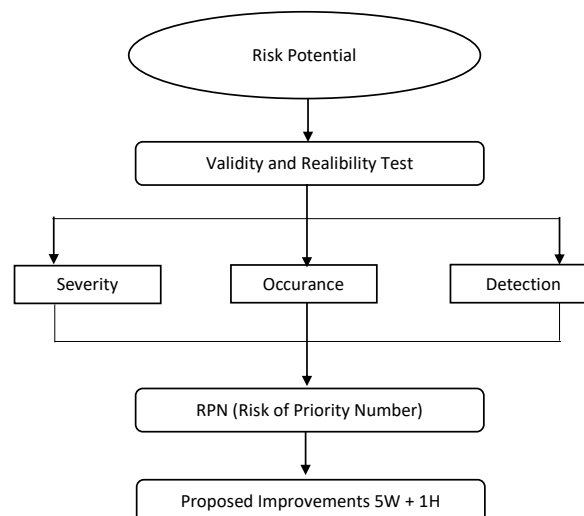 Risk Potential
Validity and Realibility Test
Severity
Occurance
Detection
RPN (Risk of Priority Number)
Proposed Improvements 5W + 1H